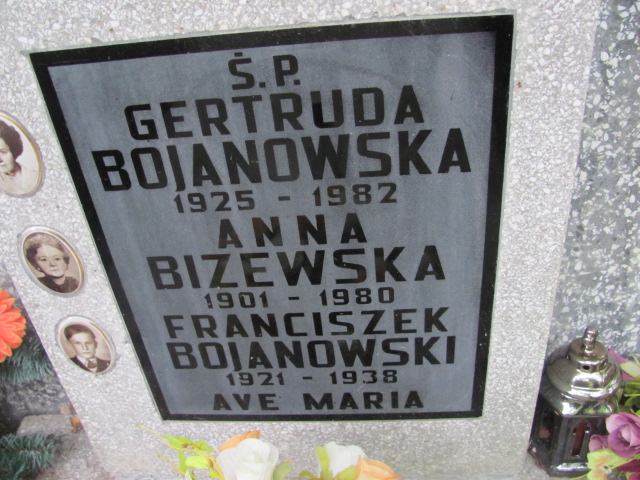 Ś.P.
GERTRUDA
BOJANOWSKA
1925 - 1982
ANNA
BIZEWSKA
1901 - 1980
FRANCISZEK
BOJANOWSKI
1921 - 1938
AVE MARIA